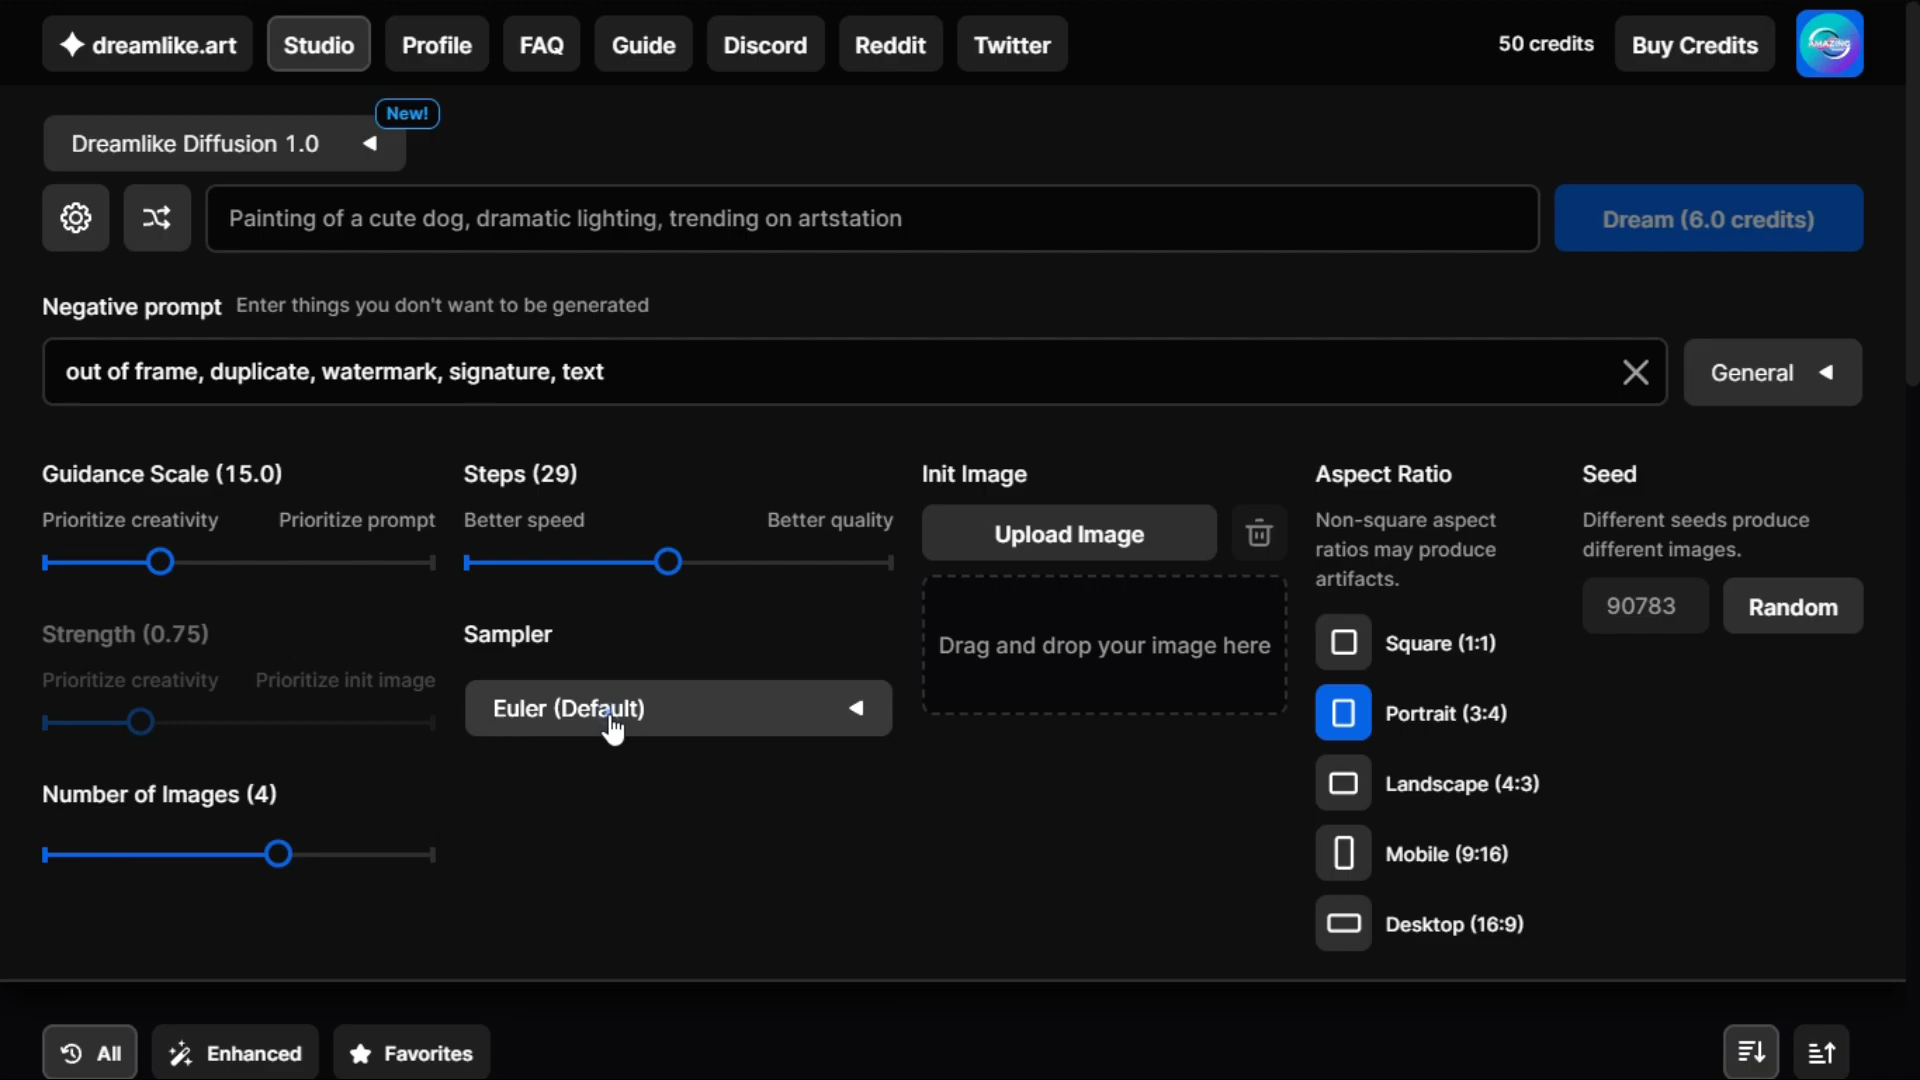 dreamlike.art
Studio
Profile
FAQ
Guide
Discord
Reddit
Twitter
50 credits
Buy Credits
AMAZING
New!
Dreamlike Diffusion 1.0
Painting of a cute dog, dramatic lighting, trending on artstation
Dream (6.0 credits)
Negative prompt Enter things you don't want to be generated
out of frame, duplicate, watermark, signature, text
General
Guidance Scale (15.0)
Prioritize creativity
Prioritize prompt
Strength (0.75)
Prioritize creativity
Prioritize init image
Number of Images (4)
Steps (29)
Better speed
Better quality
Sampler
Euler (Default)
Init Image
Upload Image
Drag and drop your image here
Aspect Ratio
Non-square aspect
ratios may produce
artifacts.
Square (1:1)
Portrait (3:4)
Landscape (4:3)
Mobile (9:16)
Desktop (16:9)
Seed
Different seeds produce
different images.
90783
Random
All
Enhanced
Favorites